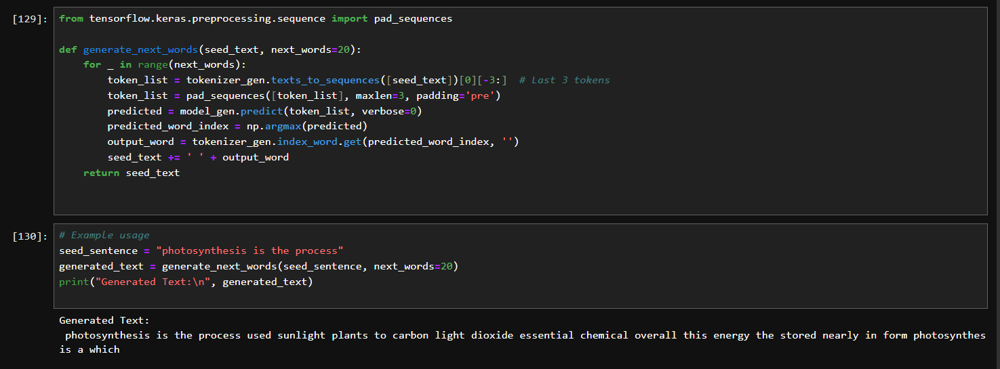 [129]: from tensorflow.keras.preprocessing.sequence import pad_sequences
def generate_next_words(seed_text, next_words=20):
    for _ in range(next_words):
        token_list = tokenizer_gen.texts_to_sequences([seed_text])[0][-3:]  # Last 3 tokens
        token_list = pad_sequences([token_list], maxlen=3, padding='pre')
        predicted = model_gen.predict(token_list, verbose=0)
        predicted_word_index = np.argmax(predicted)
        output_word = tokenizer_gen.index_word.get(predicted_word_index, '')
        seed_text += ' ' + output_word
    return seed_text
[130]: # Example usage
seed_sentence = "photosynthesis is the process"
generated_text = generate_next_words(seed_sentence, next_words=20)
print("Generated Text:\n", generated_text)
Generated Text:
 photosynthesis is the process used sunlight plants to carbon light dioxide essential chemical overall this energy the stored nearly in form photosynthes
is a which